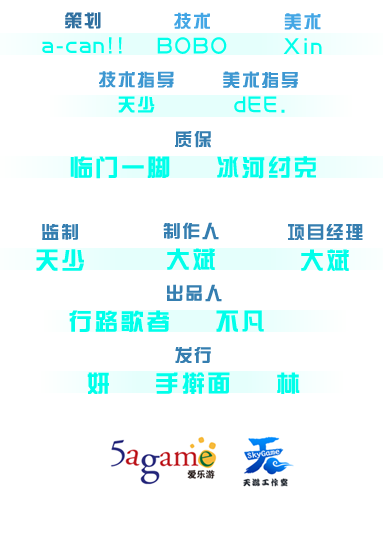 策划 技术 美术
a-can!! BOBO Xin
技术指导 美术指导
天少 dEE.
质保
临门一脚 冰河约克
监制 制作人 项目经理
天少 大斌 大斌
出品人
行路歌者 不凡
发行
妍 手擀面 林
5agame
爱乐游
SkyGame
天游工作室